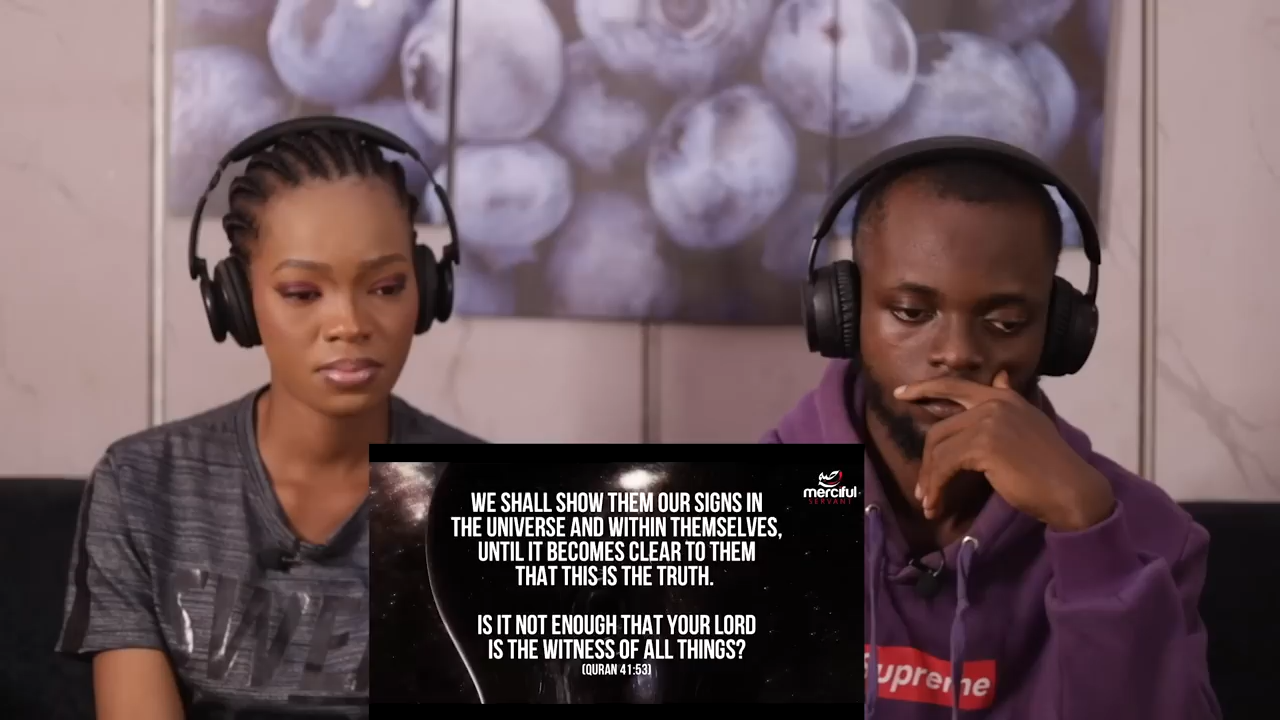 merciful
SERVANT
WE SHALL SHOW THEM OUR SIGNS IN
THE UNIVERSE AND WITHIN THEMSELVES,
UNTIL IT BECOMES CLEAR TO THEM
THAT THIS IS THE TRUTH.
IS IT NOT ENOUGH THAT YOUR LORD
IS THE WITNESS OF ALL THINGS?
(QURAN 41:53)
Supreme